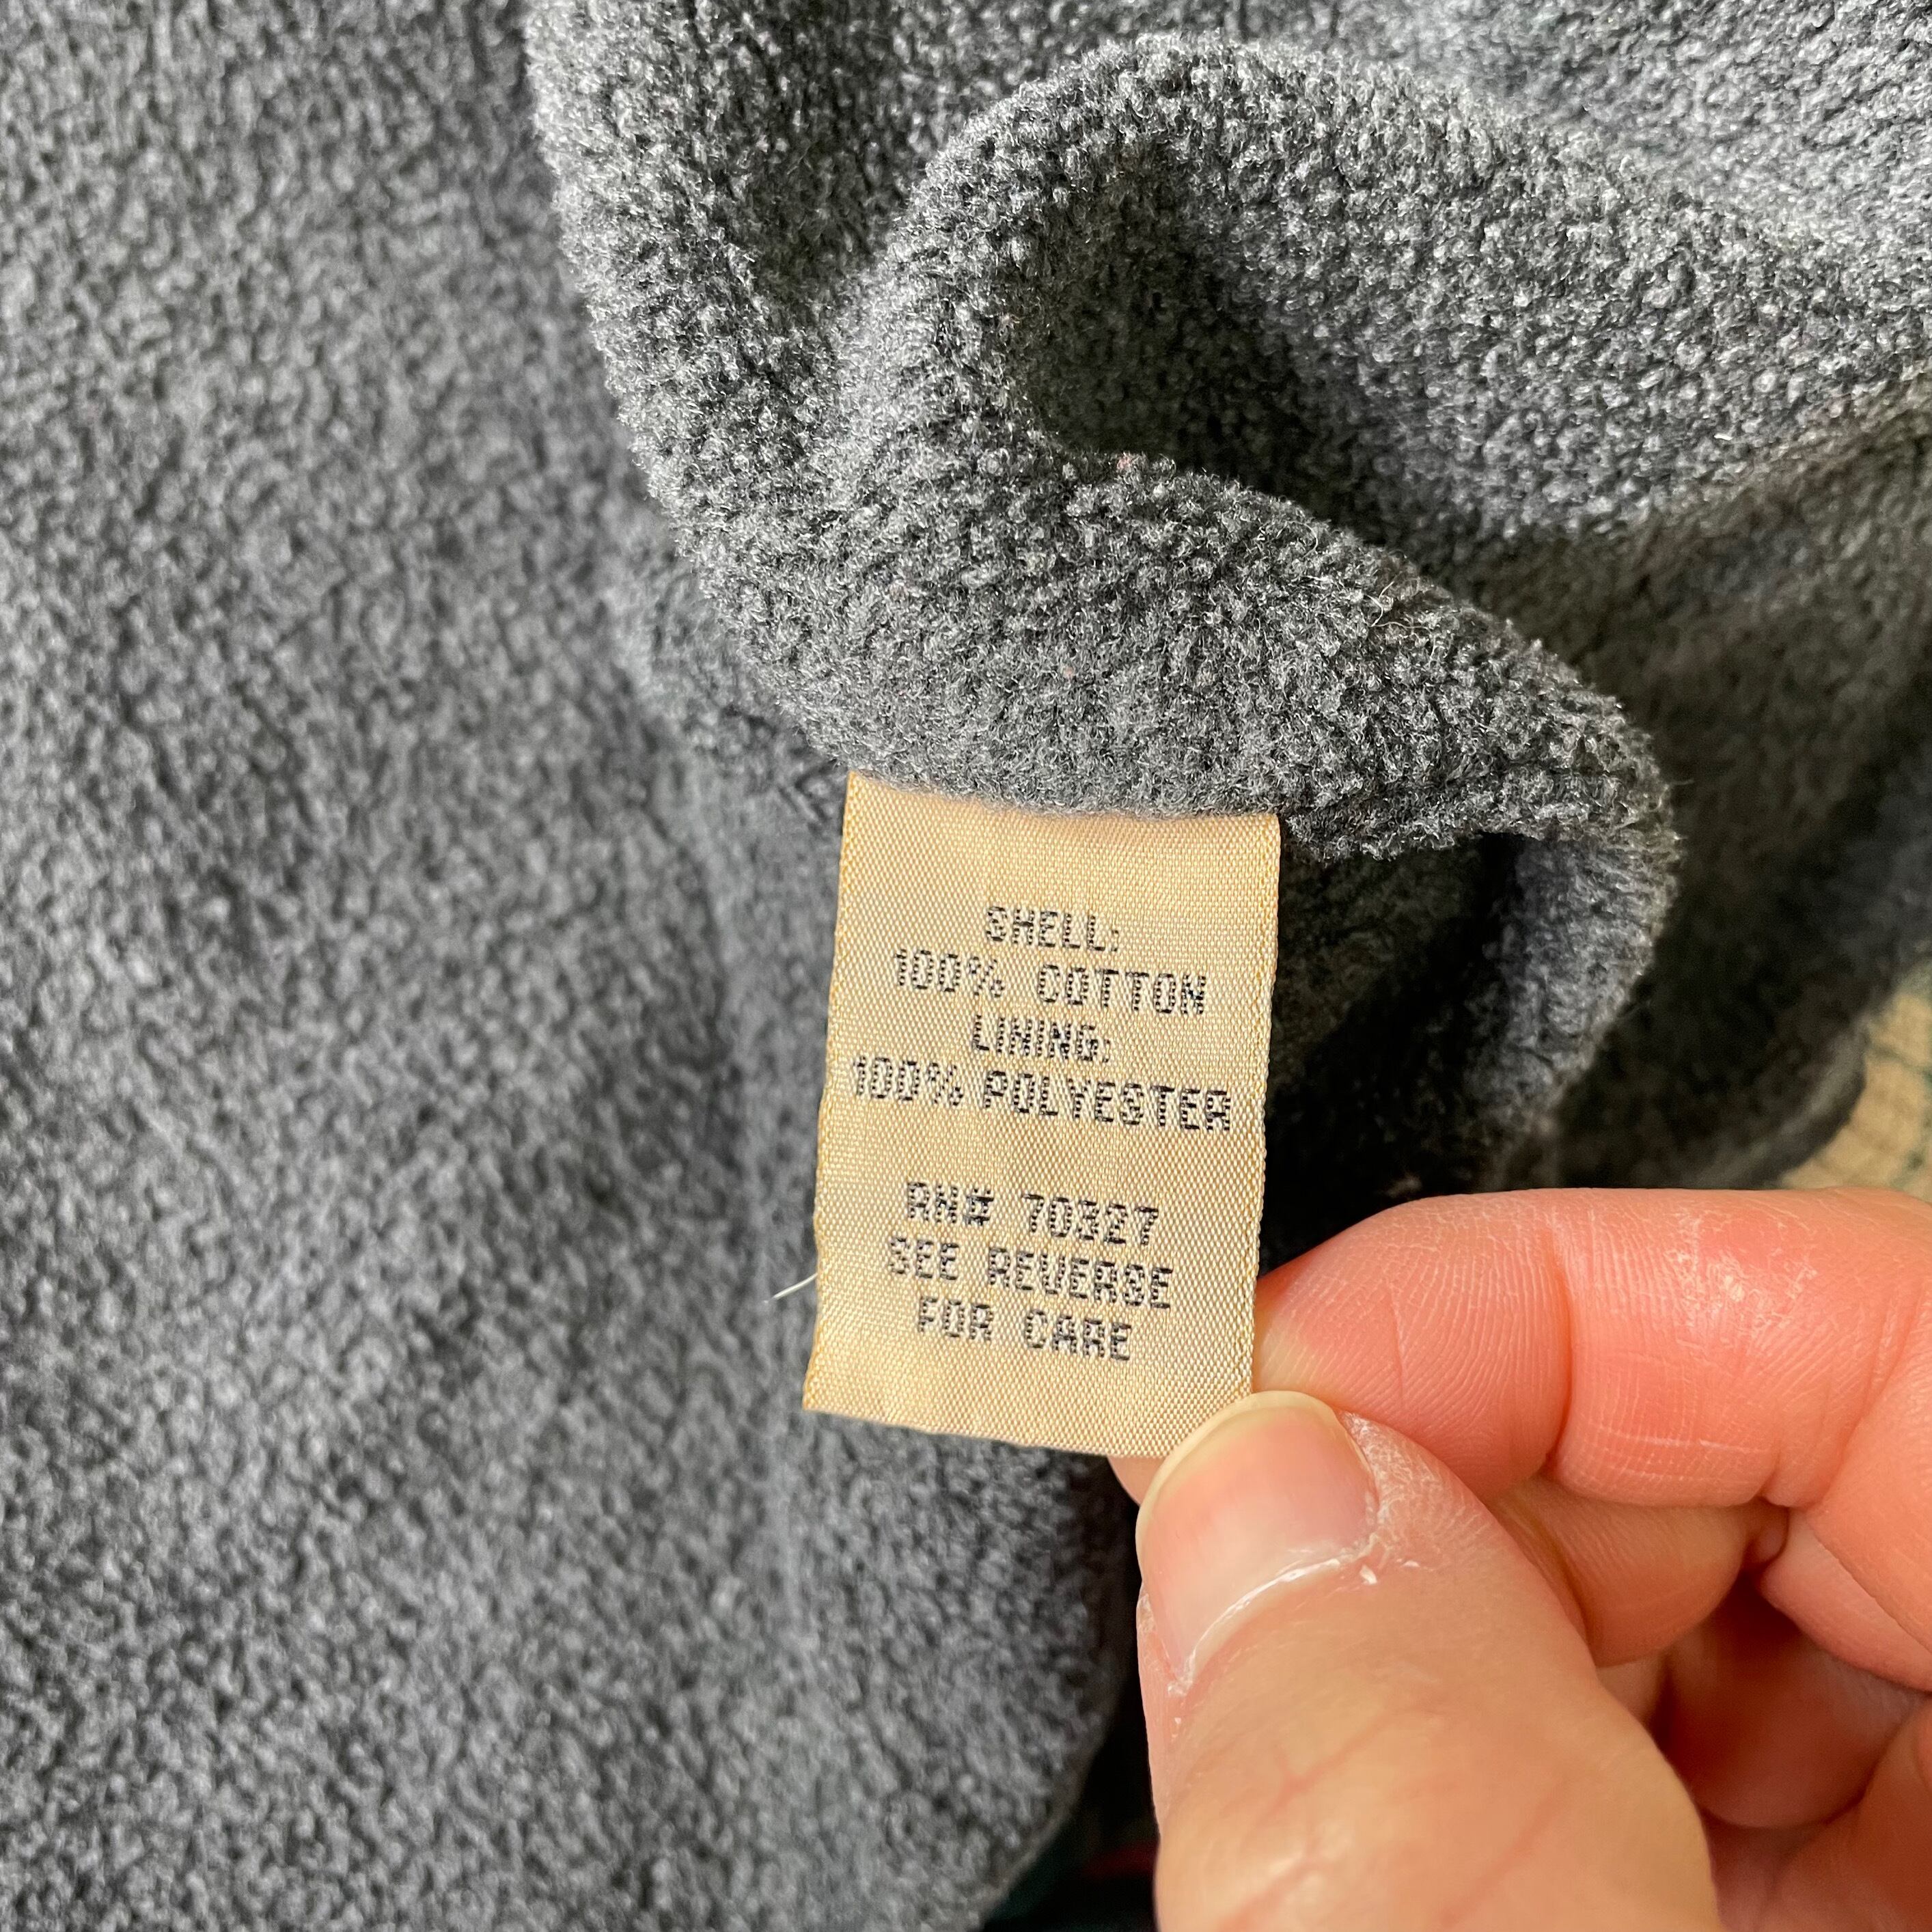 SHELL:
100% COTTON
LINING:
100% POLYESTER
RN# 70327
SEE REVERSE
FOR CARE